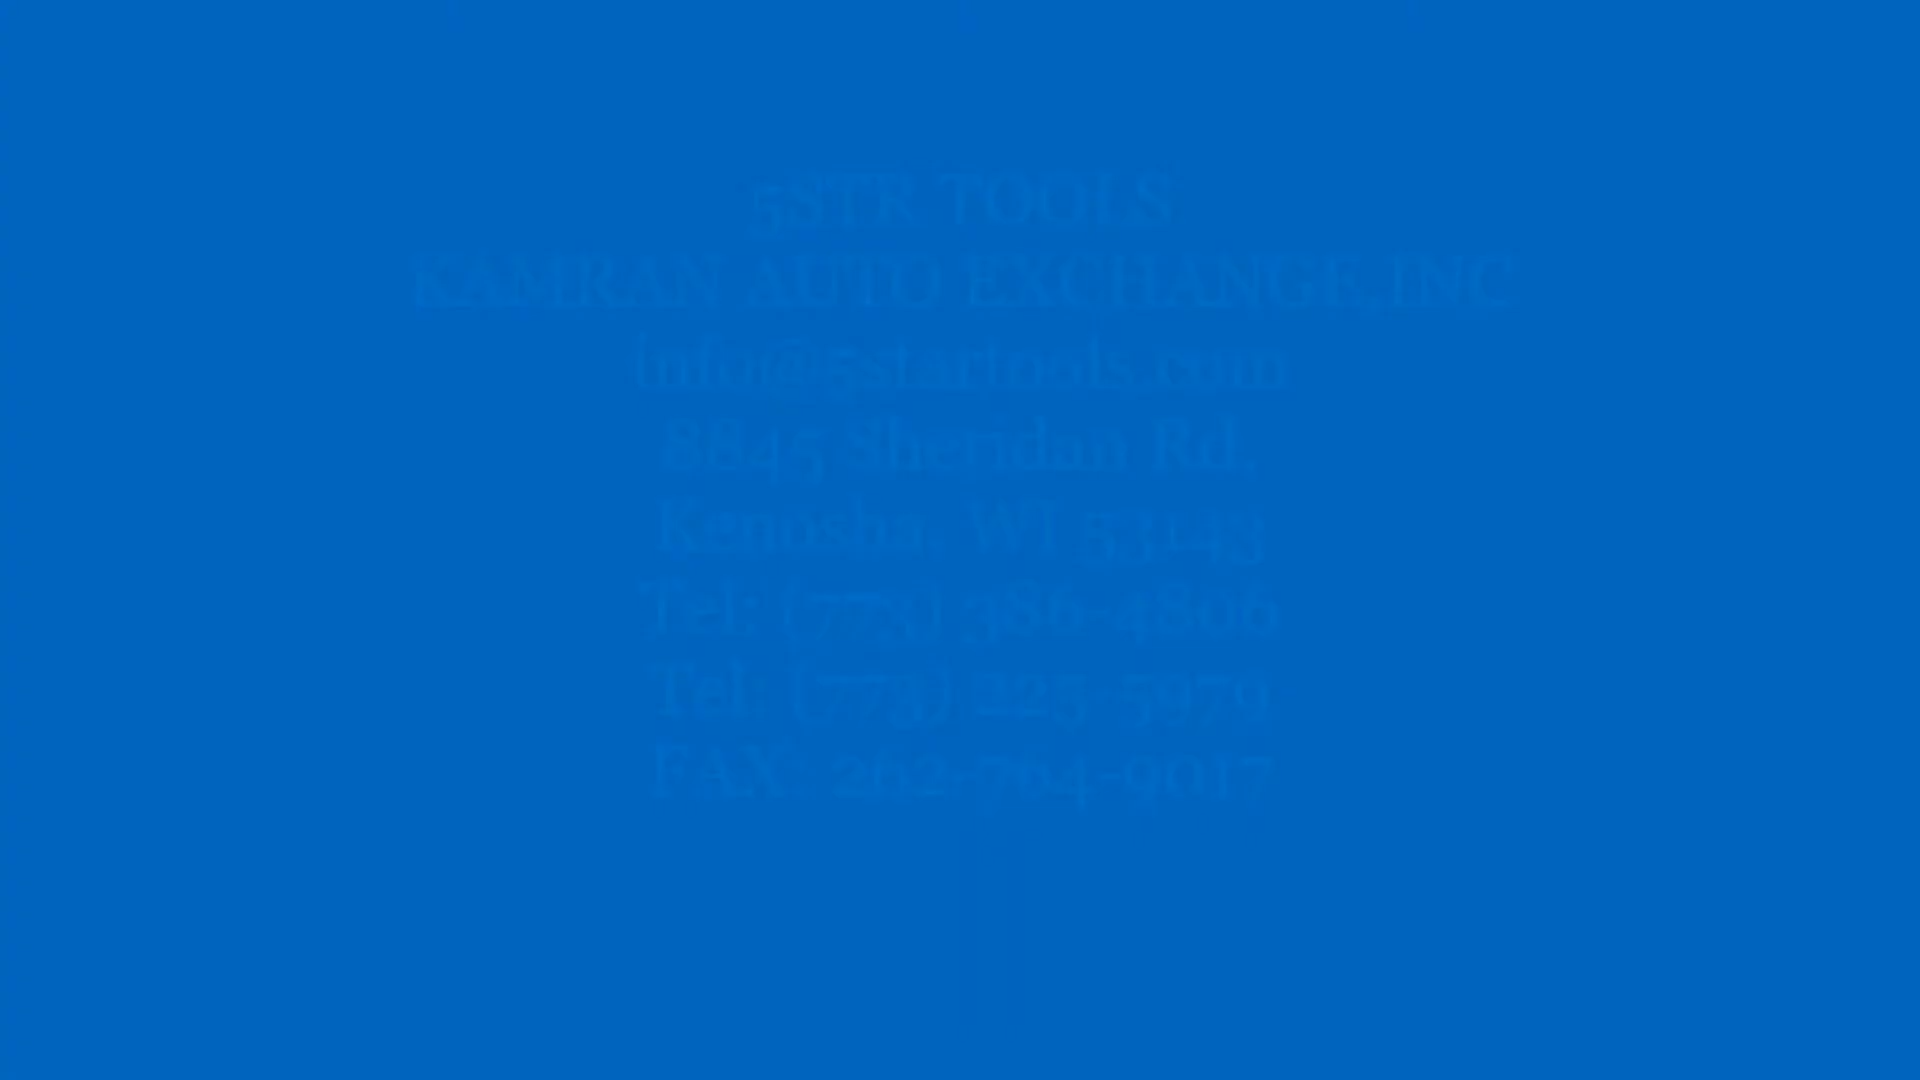 5STR TOOLS
KAMRAN AUTO EXCHANGE,INC
info@5startools.com
8845 Sheridan Rd.
Kenosha, WI 53143
Tel: (773) 386-4806
Tel: (773) 225-5979
FAX: 262-764-9017